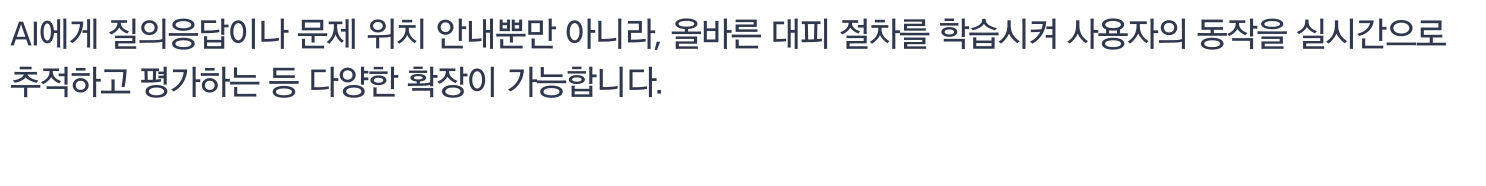 AI에게 질의응답이나 문제 위치 안내뿐만 아니라, 올바른 대피 절차를 학습시켜 사용자의 동작을 실시간으로
추적하고 평가하는 등 다양한 확장이 가능합니다.